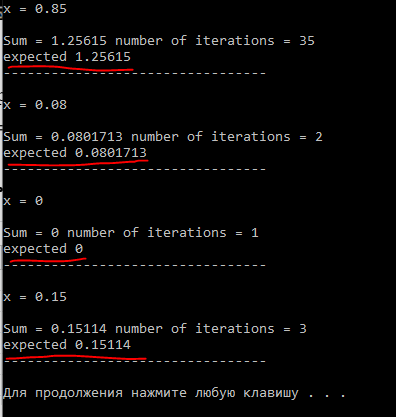 x = 0.85
Sum = 1.25615 number of iterations = 35
expected 1.25615
---------------------------------
x = 0.08
Sum = 0.0801713 number of iterations = 2
expected 0.0801713
---------------------------------
x = 0
Sum = 0 number of iterations = 1
expected 0
---------------------------------
x = 0.15
Sum = 0.15114 number of iterations = 3
expected 0.15114
---------------------------------
Для продолжения нажмите любую клавишу . . .